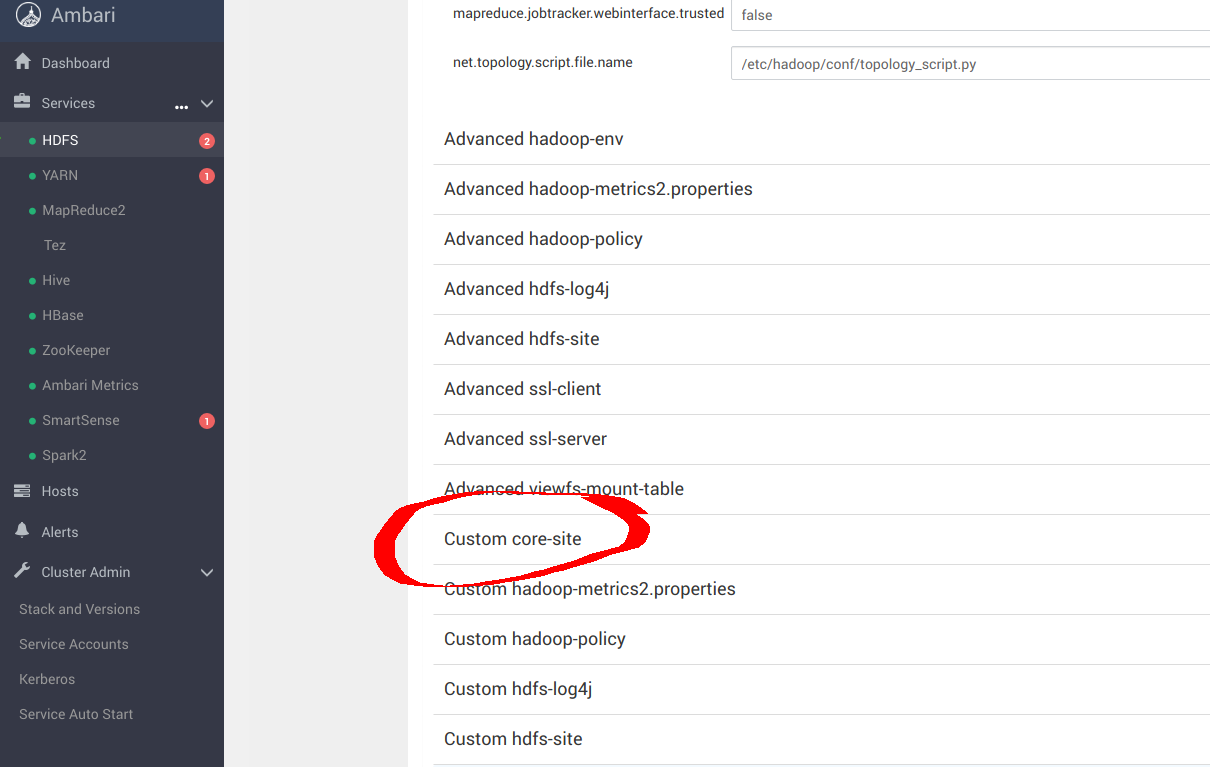 Ambari
Dashboard
Services ...
HDFS 2
YARN 1
MapReduce2
Tez
Hive
HBase
ZooKeeper
Ambari Metrics
SmartSense 1
Spark2
Hosts
Alerts
Cluster Admin
Stack and Versions
Service Accounts
Kerberos
Service Auto Start
mapreduce.jobtracker.webinterface.trusted false
net.topology.script.file.name /etc/hadoop/conf/topology_script.py
Advanced hadoop-env
Advanced hadoop-metrics2.properties
Advanced hadoop-policy
Advanced hdfs-log4j
Advanced hdfs-site
Advanced ssl-client
Advanced ssl-server
Advanced viewfs-mount-table
Custom core-site
Custom hadoop-metrics2.properties
Custom hadoop-policy
Custom hdfs-log4j
Custom hdfs-site